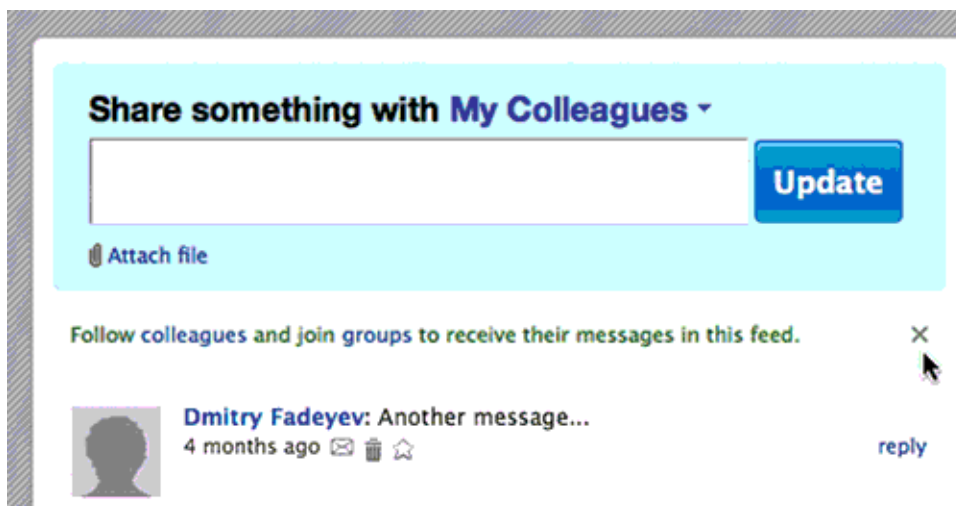 Share something with My Colleagues
Update
Attach file
Follow colleagues and join groups to receive their messages in this feed.
Dmitry Fadeyev: Another message...
4 months ago
reply